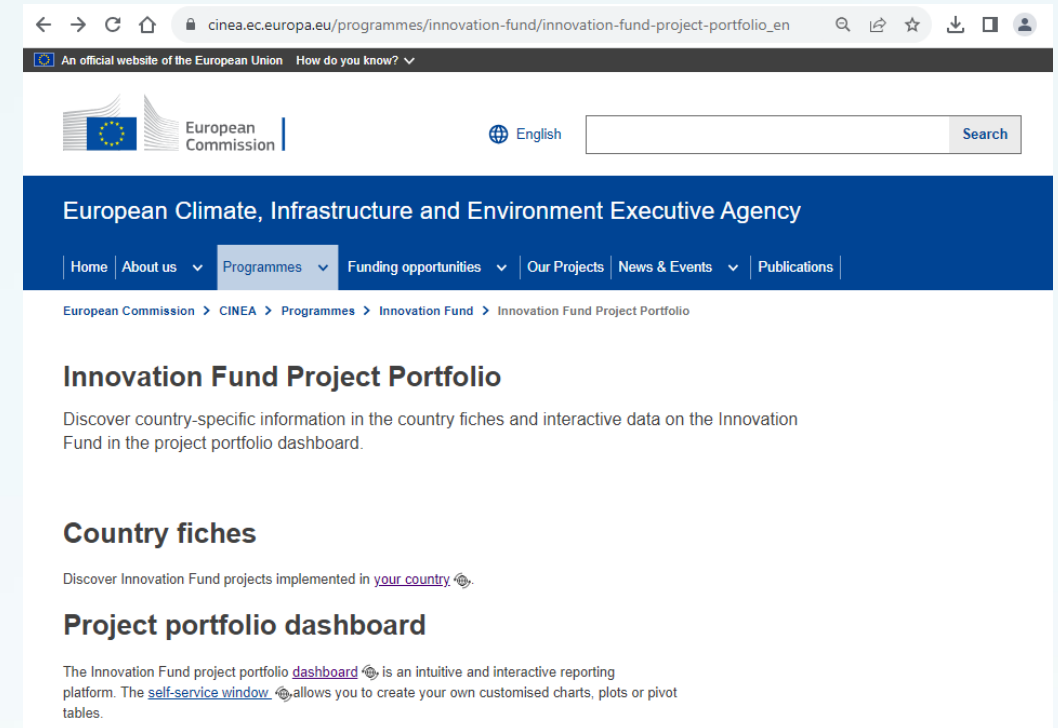 cinea.ec.europa.eu/programmes/innovation-fund/innovation-fund-project-portfolio_en
An official website of the European Union How do you know?
European
Commission
English
Search
European Climate, Infrastructure and Environment Executive Agency
Home About us Programmes Funding opportunities Our Projects News & Events Publications
European Commission > CINEA > Programmes > Innovation Fund > Innovation Fund Project Portfolio
Innovation Fund Project Portfolio
Discover country-specific information in the country fiches and interactive data on the Innovation
Fund in the project portfolio dashboard.
Country fiches
Discover Innovation Fund projects implemented in your country.
Project portfolio dashboard
The Innovation Fund project portfolio dashboard is an intuitive and interactive reporting
platform. The self-service window allows you to create your own customised charts, plots or pivot
tables.